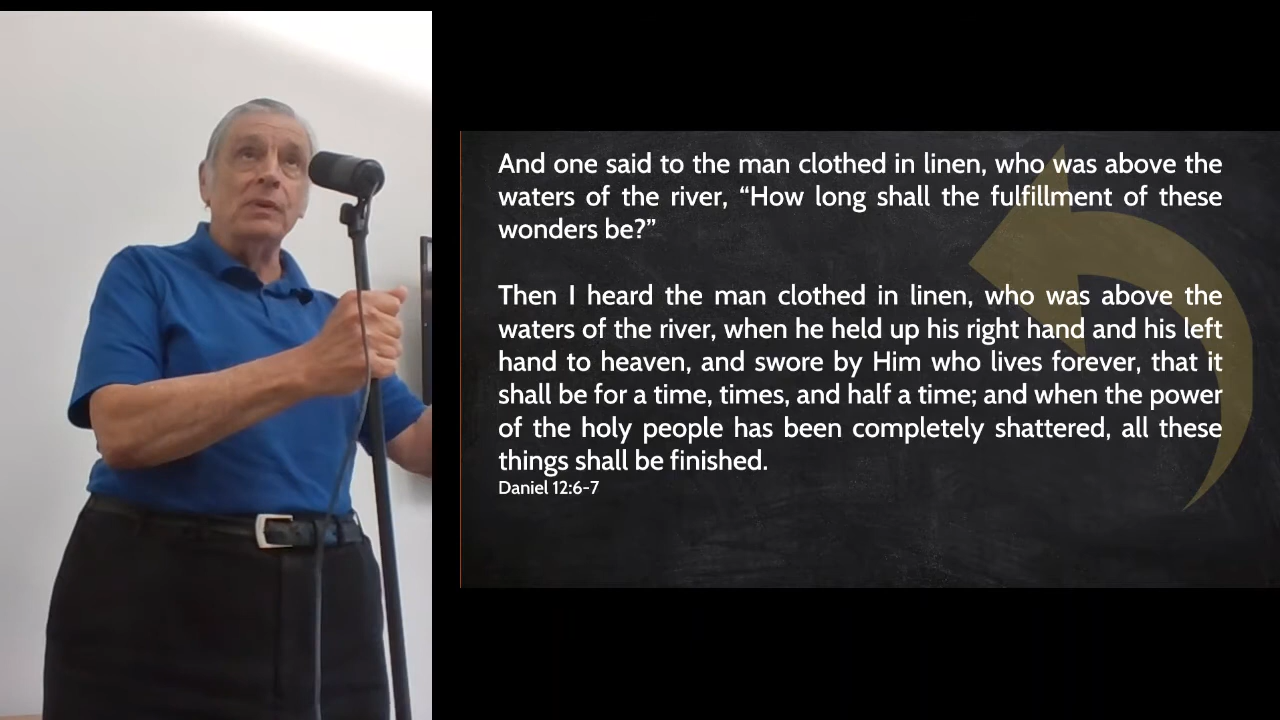 And one said to the man clothed in linen, who was above the
waters of the river, “How long shall the fulfillment of these
wonders be?”
Then I heard the man clothed in linen, who was above the
waters of the river, when he held up his right hand and his left
hand to heaven, and swore by Him who lives forever, that it
shall be for a time, times, and half a time; and when the power
of the holy people has been completely shattered, all these
things shall be finished.
Daniel 12:6-7